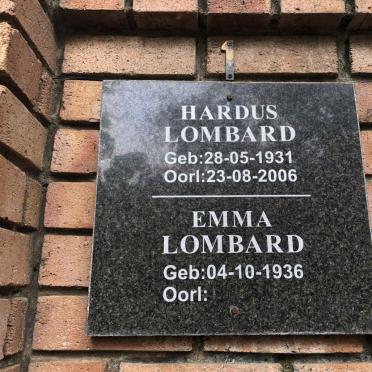 HARDUS
LOMBARD
Geb:28-05-1931
Oorl:23-08-2006
EMMA
LOMBARD
Geb:04-10-1936
Oorl: